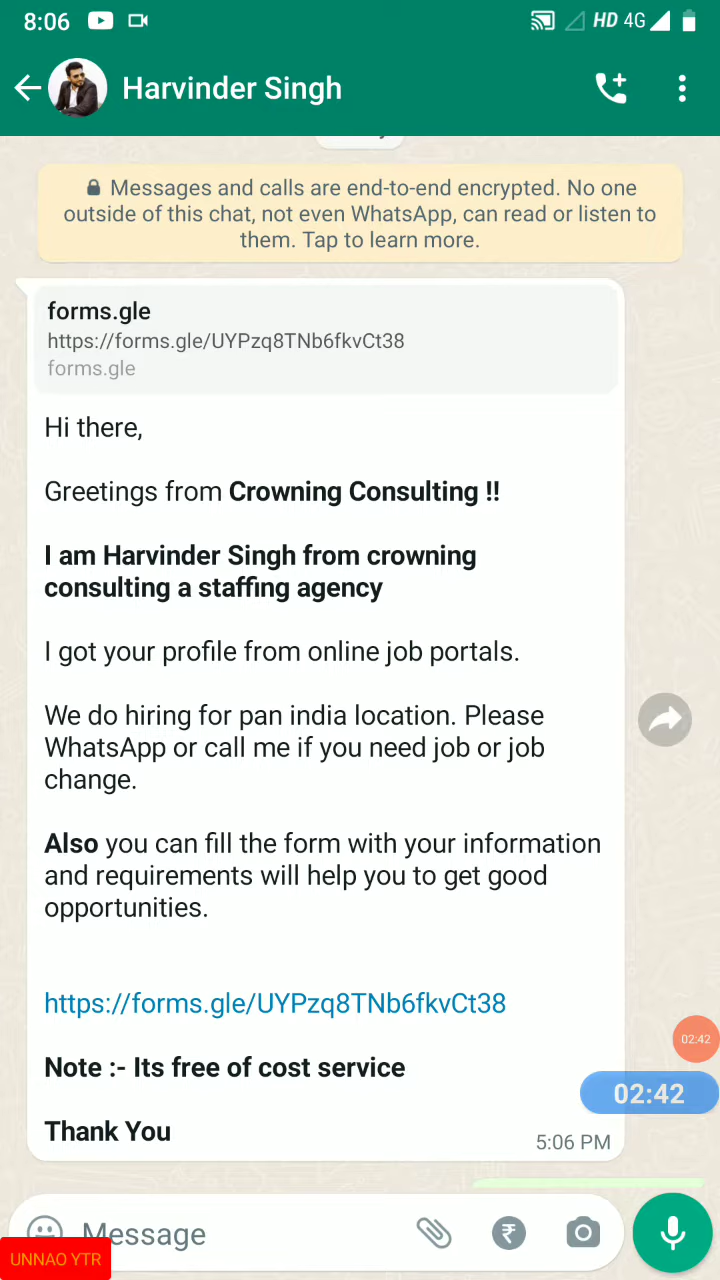 8:06
HD 4G
Harvinder Singh
Messages and calls are end-to-end encrypted. No one
outside of this chat, not even WhatsApp, can read or listen to
them. Tap to learn more.
forms.gle
https://forms.gle/UYPzq8TNb6fkvCt38
forms.gle
Hi there,
Greetings from Crowning Consulting !!
I am Harvinder Singh from crowning
consulting a staffing agency
I got your profile from online job portals.
We do hiring for pan india location. Please
WhatsApp or call me if you need job or job
change.
Also you can fill the form with your information
and requirements will help you to get good
opportunities.
https://forms.gle/UYPzq8TNb6fkvCt38
02:42
Note :- Its free of cost service
02:42
Thank You
5:06 PM
Message
₹
UNNAO YTR